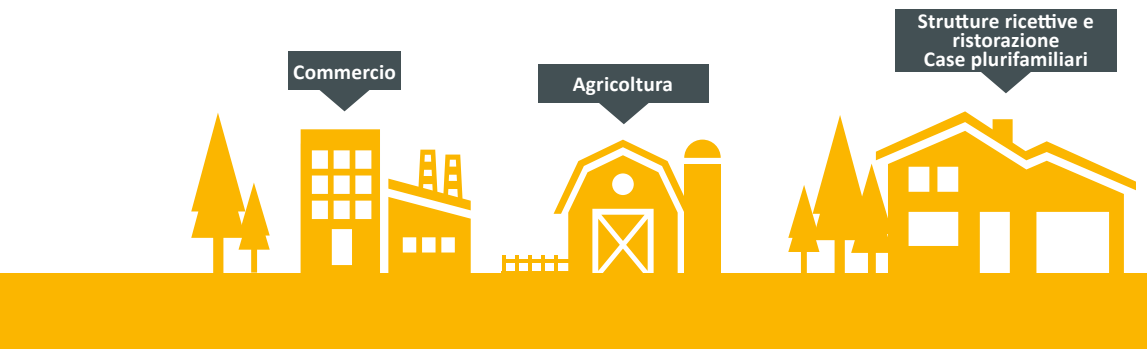 Commercio
Agricoltura
Strutture ricettive e
ristorazione
Case plurifamiliari